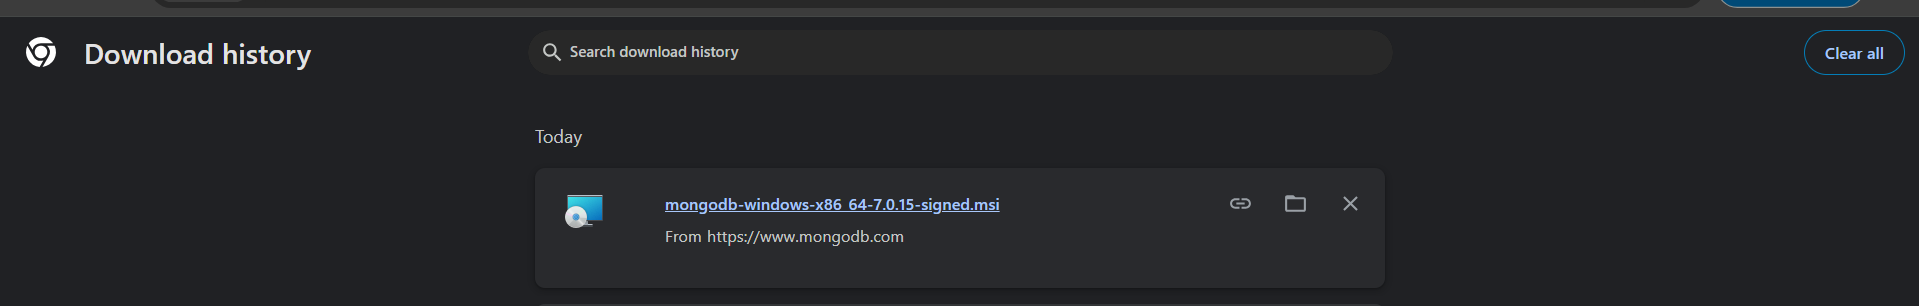 Download history
Search download history
Clear all
Today
mongodb-windows-x86_64-7.0.15-signed.msi
From https://www.mongodb.com